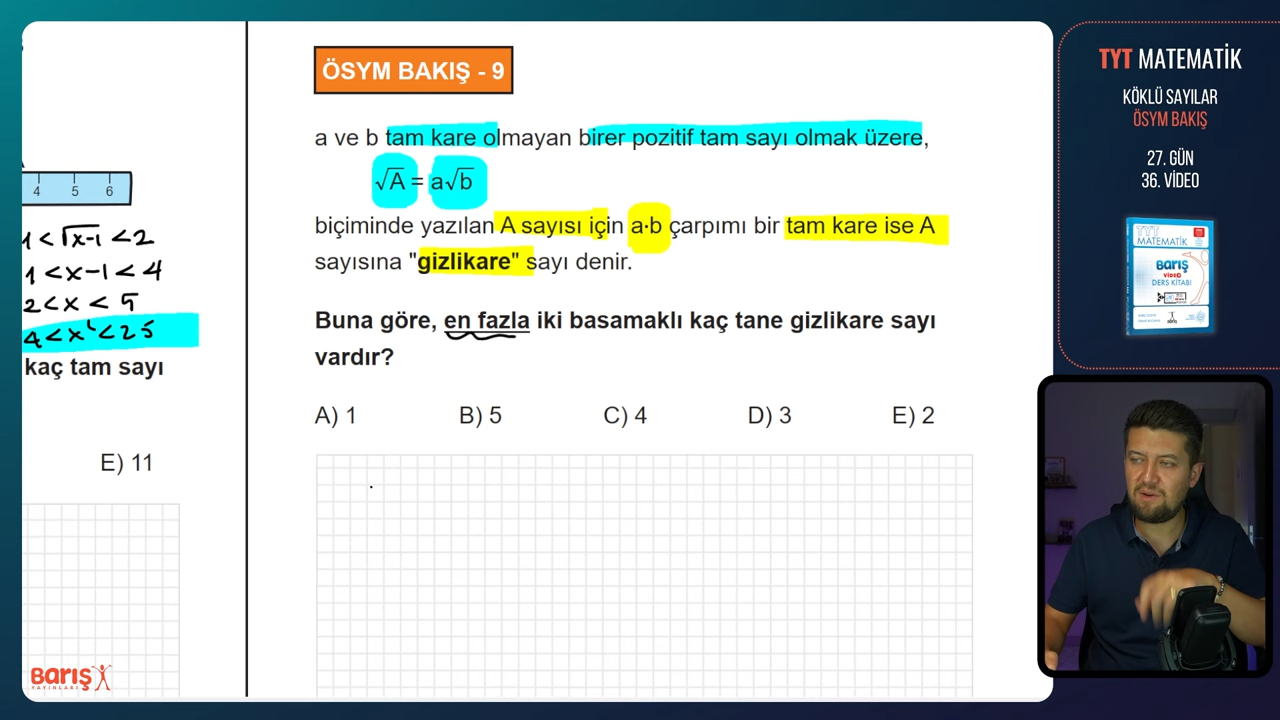 4 5 6
1 < √x-1 < 2
1 < x-1 < 4
2 < x < 5
4 < x² < 25
kaç tam sayı
E) 11
BARIŞ
YAYINLARI
ÖSYM BAKIŞ - 9
a ve b tam kare olmayan birer pozitif tam sayı olmak üzere,
√A = a√b
biçiminde yazılan A sayısı için a·b çarpımı bir tam kare ise A
sayısına "gizlikare" sayı denir.
Buna göre, en fazla iki basamaklı kaç tane gizlikare sayı
vardır?
A) 1 B) 5 C) 4 D) 3 E) 2
TYT MATEMATİK
KÖKLÜ SAYILAR
ÖSYM BAKIŞ
27. GÜN
36. VİDEO
TYT
MATEMATİK
BARIŞ
VİDEO
DERS KİTABI